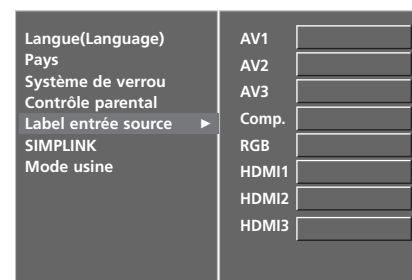 Langue(Language)
Pays
Système de verrou
Contrôle parental
Label entrée source ►
SIMPLINK
Mode usine
AV1
AV2
AV3
Comp.
RGB
HDMI1
HDMI2
HDMI3